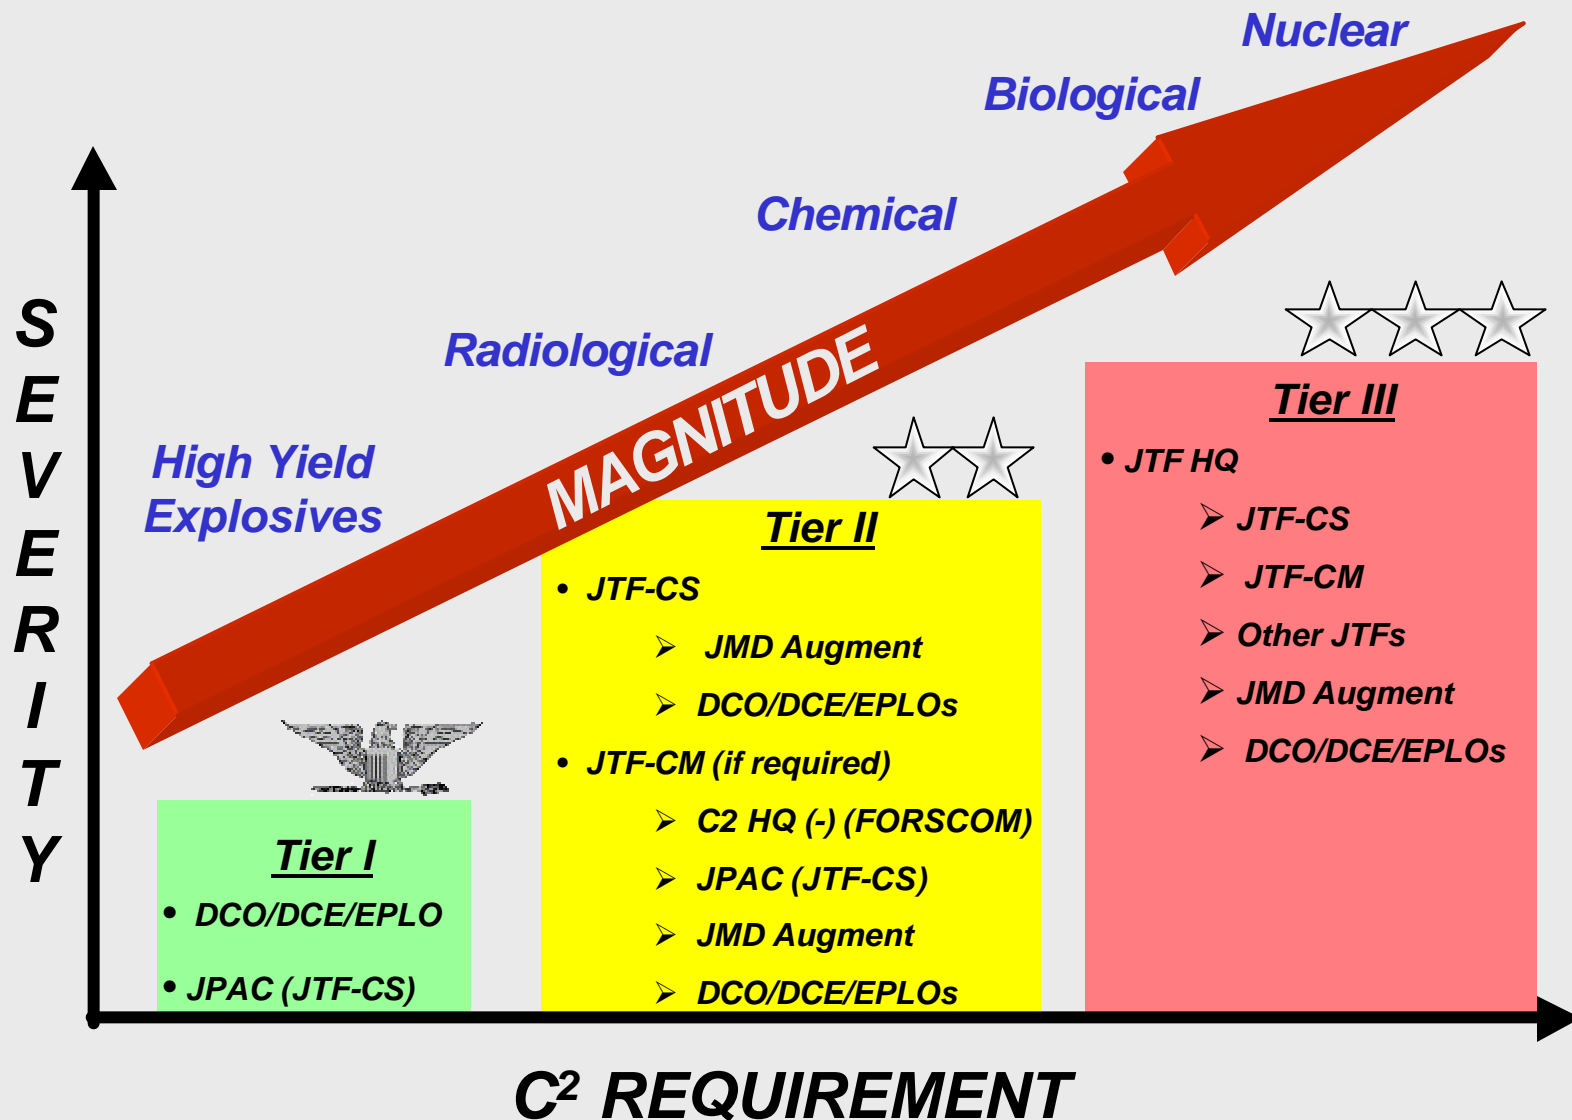 Nuclear
Biological
Chemical
Radiological
High Yield
Explosives
MAGNITUDE
SEVERITY
Tier I
• DCO/DCE/EPLO
• JPAC (JTF-CS)
Tier II
• JTF-CS
➢ JMD Augment
➢ DCO/DCE/EPLOs
• JTF-CM (if required)
➢ C2 HQ (-) (FORSCOM)
➢ JPAC (JTF-CS)
➢ JMD Augment
➢ DCO/DCE/EPLOs
Tier III
• JTF HQ
➢ JTF-CS
➢ JTF-CM
➢ Other JTFs
➢ JMD Augment
➢ DCO/DCE/EPLOs
C² REQUIREMENT